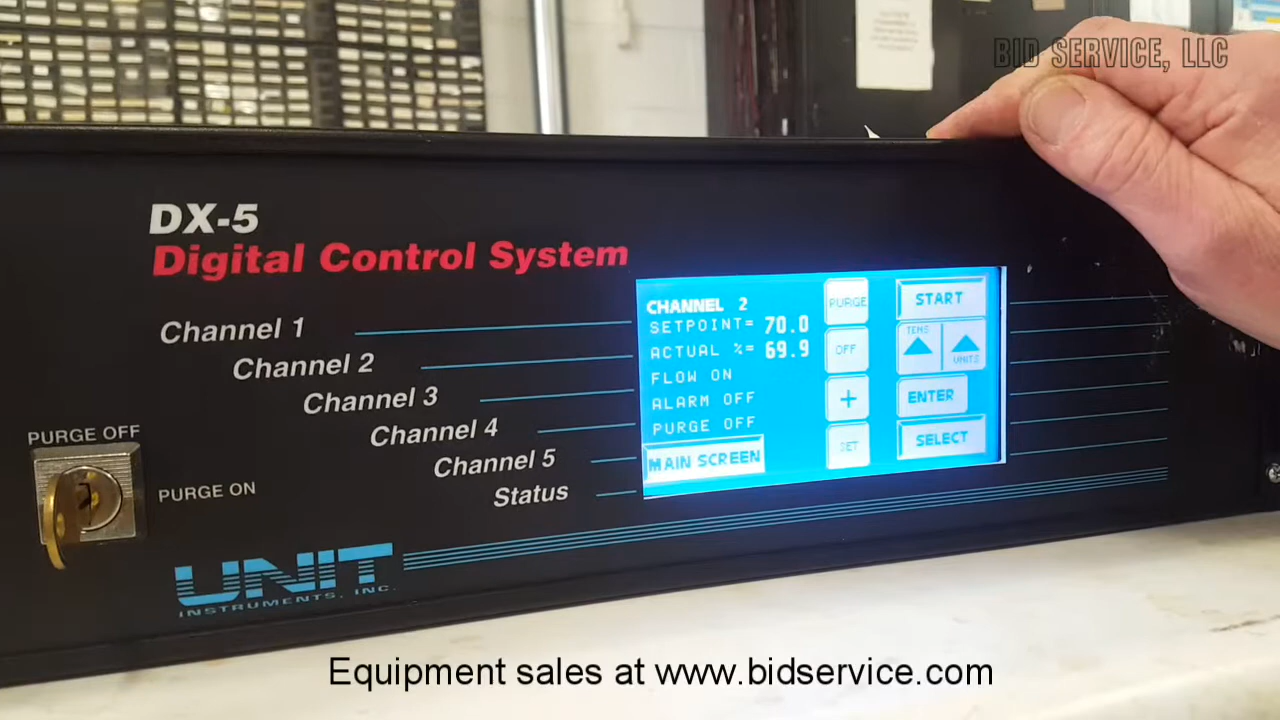 BID SERVICE, LLC
DX-5
Digital Control System
Channel 1
Channel 2
Channel 3
Channel 4
Channel 5
Status
PURGE OFF
PURGE ON
UNIT
INSTRUMENTS, INC.
CHANNEL 2
SETPOINT= 70.0
ACTUAL %= 69.9
FLOW ON
ALARM OFF
PURGE OFF
MAIN SCREEN
PURGE
OFF
+
SET
START
TENS
UNITS
ENTER
SELECT
Equipment sales at www.bidservice.com